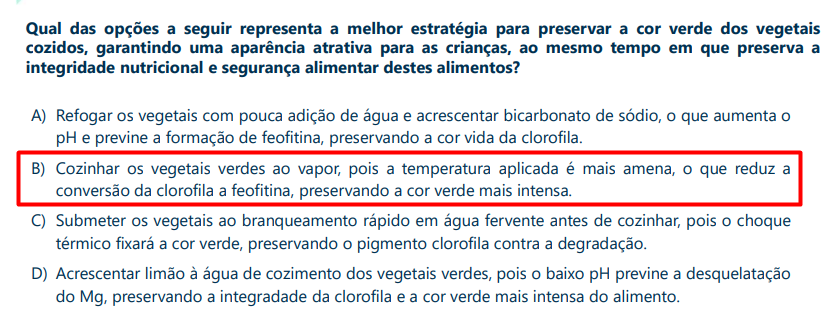 Qual das opções a seguir representa a melhor estratégia para preservar a cor verde dos vegetais
cozidos, garantindo uma aparência atrativa para as crianças, ao mesmo tempo em que preserva a
integridade nutricional e segurança alimentar destes alimentos?
A) Refogar os vegetais com pouca adição de água e acrescentar bicarbonato de sódio, o que aumenta o
pH e previne a formação de feofitina, preservando a cor vida da clorofila.
B) Cozinhar os vegetais verdes ao vapor, pois a temperatura aplicada é mais amena, o que reduz a
conversão da clorofila a feofitina, preservando a cor verde mais intensa.
C) Submeter os vegetais ao branqueamento rápido em água fervente antes de cozinhar, pois o choque
térmico fixará a cor verde, preservando o pigmento clorofila contra a degradação.
D) Acrescentar limão à água de cozimento dos vegetais verdes, pois o baixo pH previne a desquelatação
do Mg, preservando a integradade da clorofila e a cor verde mais intensa do alimento.